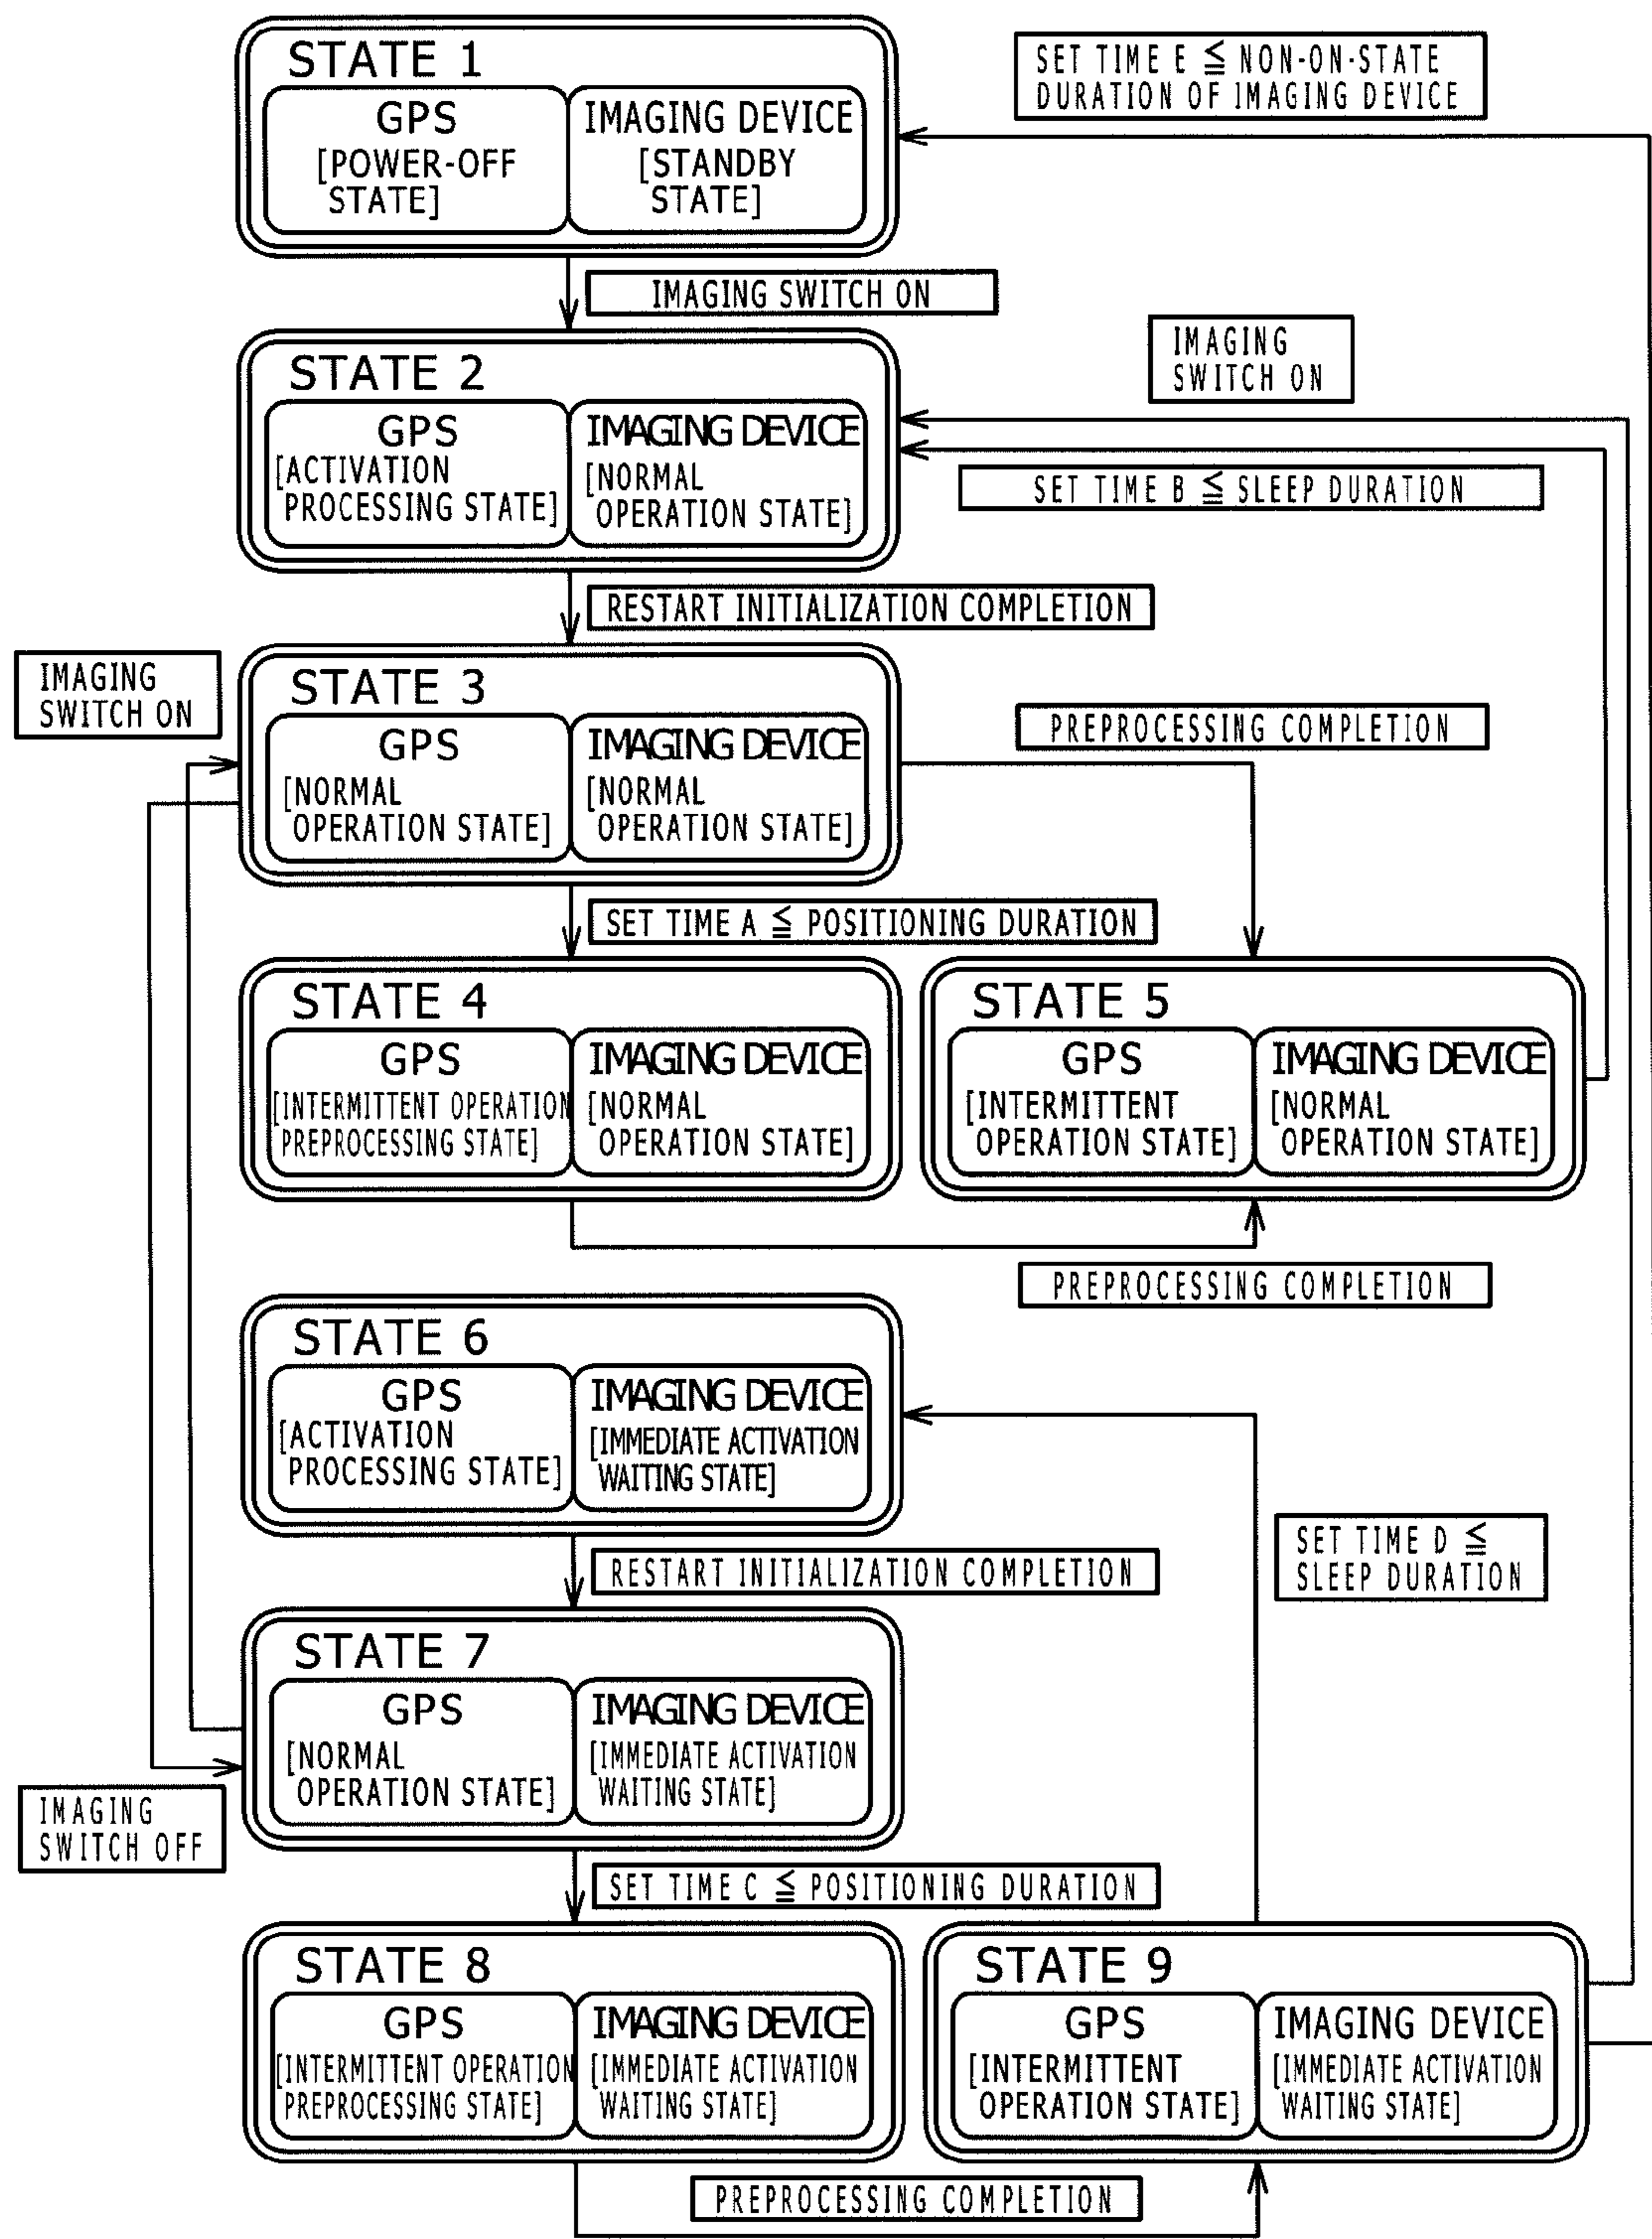 STATE 1
GPS
[POWER-OFF
STATE]
IMAGING DEVICE
[STANDBY
STATE]
SET TIME E ≦ NON-ON-STATE
DURATION OF IMAGING DEVICE
IMAGING SWITCH ON
STATE 2
GPS
[ACTIVATION
PROCESSING STATE]
IMAGING DEVICE
[NORMAL
OPERATION STATE]
IMAGING
SWITCH ON
SET TIME B ≦ SLEEP DURATION
RESTART INITIALIZATION COMPLETION
IMAGING
SWITCH ON
STATE 3
GPS
[NORMAL
OPERATION STATE]
IMAGING DEVICE
[NORMAL
OPERATION STATE]
PREPROCESSING COMPLETION
SET TIME A ≦ POSITIONING DURATION
STATE 4
GPS
[INTERMITTENT OPERATION
PREPROCESSING STATE]
IMAGING DEVICE
[NORMAL
OPERATION STATE]
STATE 5
GPS
[INTERMITTENT
OPERATION STATE]
IMAGING DEVICE
[NORMAL
OPERATION STATE]
PREPROCESSING COMPLETION
STATE 6
GPS
[ACTIVATION
PROCESSING STATE]
IMAGING DEVICE
[IMMEDIATE ACTIVATION
WAITING STATE]
SET TIME D ≦
SLEEP DURATION
RESTART INITIALIZATION COMPLETION
STATE 7
GPS
[NORMAL
OPERATION STATE]
IMAGING DEVICE
[IMMEDIATE ACTIVATION
WAITING STATE]
IMAGING
SWITCH OFF
SET TIME C ≦ POSITIONING DURATION
STATE 8
GPS
[INTERMITTENT OPERATION
PREPROCESSING STATE]
IMAGING DEVICE
[IMMEDIATE ACTIVATION
WAITING STATE]
STATE 9
GPS
[INTERMITTENT
OPERATION STATE]
IMAGING DEVICE
[IMMEDIATE ACTIVATION
WAITING STATE]
PREPROCESSING COMPLETION